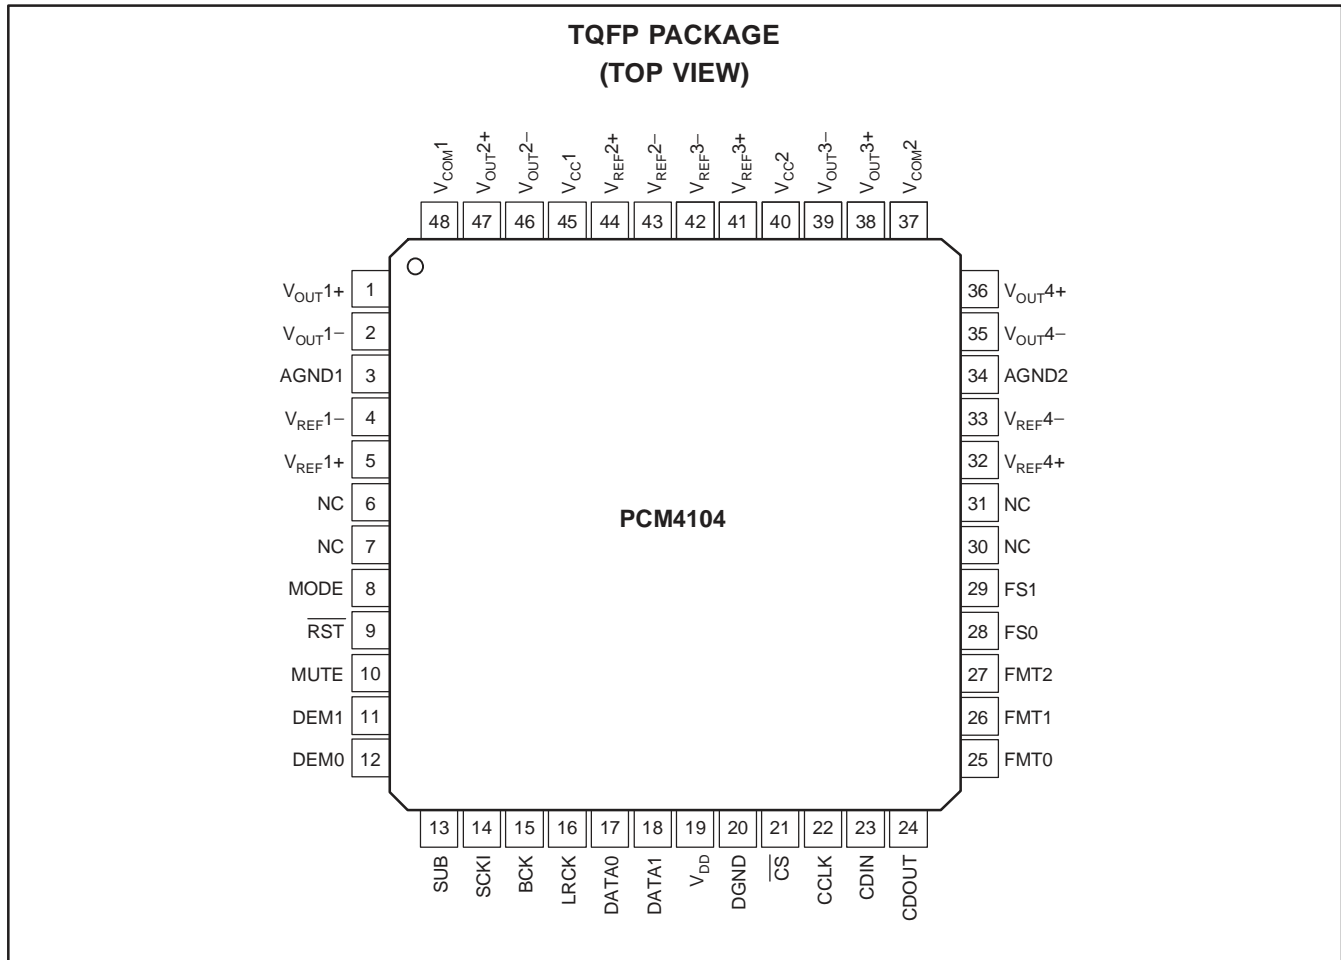 TQFP PACKAGE
(TOP VIEW)
VCOM1
VOUT2+
VOUT2−
VCC1
VREF2+
VREF2−
VREF3−
VREF3+
VCC2
VOUT3−
VOUT3+
VCOM2
48 47 46 45 44 43 42 41 40 39 38 37
VOUT1+ 1
VOUT1− 2
AGND1 3
VREF1− 4
VREF1+ 5
NC 6
NC 7
MODE 8
RST 9
MUTE 10
DEM1 11
DEM0 12
PCM4104
36 VOUT4+
35 VOUT4−
34 AGND2
33 VREF4−
32 VREF4+
31 NC
30 NC
29 FS1
28 FS0
27 FMT2
26 FMT1
25 FMT0
13 14 15 16 17 18 19 20 21 22 23 24
SUB
SCKI
BCK
LRCK
DATA0
DATA1
VDD
DGND
CS
CCLK
CDIN
CDOUT